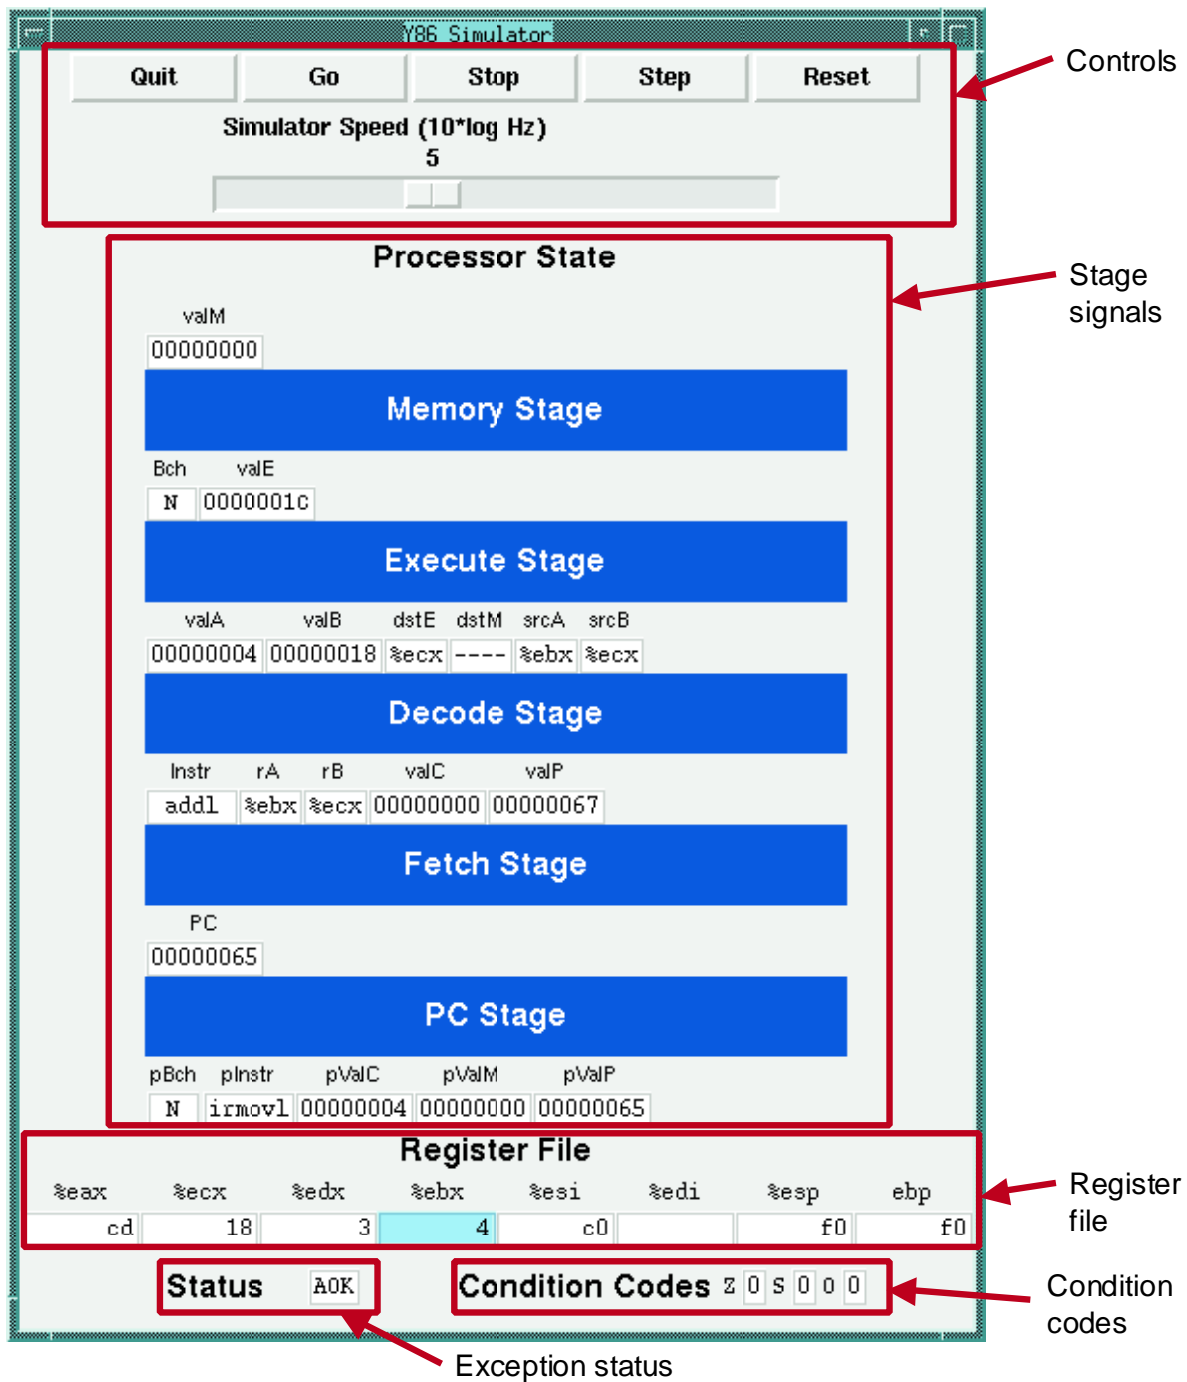 Y86 Simulator
Quit Go Stop Step Reset
Controls
Simulator Speed (10*log Hz)
5
Processor State
Stage
signals
valM
00000000
Memory Stage
Bch valE
N 0000001C
Execute Stage
valA valB dstE dstM srcA srcB
00000004 00000018 %ecx ---- %ebx %ecx
Decode Stage
Instr rA rB valC valP
addl %ebx %ecx 00000000 00000067
Fetch Stage
PC
00000065
PC Stage
pBch pInstr pValC pValM pValP
N irmovl 00000004 00000000 00000065
Register File
%eax %ecx %edx %ebx %esi %edi %esp ebp
cd 18 3 4 c0 f0 f0
Register
file
Status AOK Condition Codes Z 0 S 0 O 0
Condition
codes
Exception status